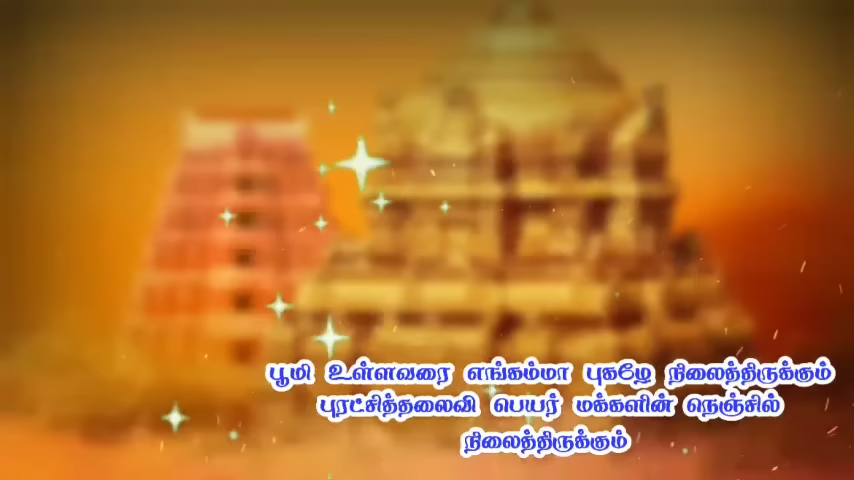 பூமி உள்ளவரை எங்கம்மா புகழே நிலைத்திருக்கும்
புரட்சித்தலைவி பெயர் மக்களின் நெஞ்சில்
நிலைத்திருக்கும்